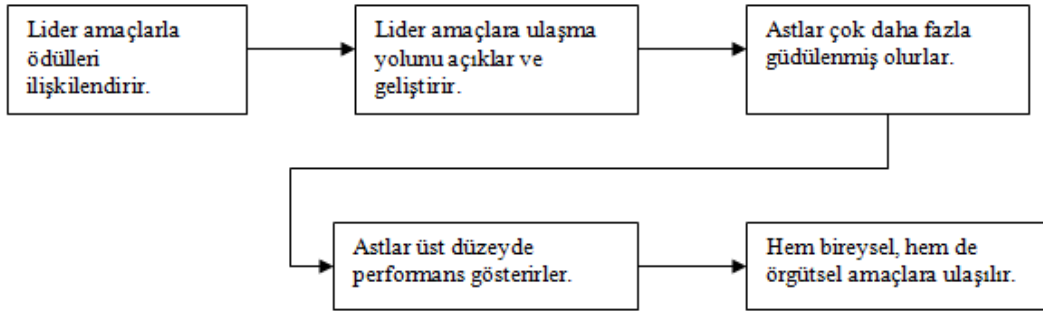 Lider amaçlarla
ödülleri
ilişkilendirir.
Lider amaçlara ulaşma
yolunu açıklar ve
geliştirir.
Astlar çok daha fazla
güdülenmiş olurlar.
Astlar üst düzeyde
performans gösterirler.
Hem bireysel, hem de
örgütsel amaçlara ulaşılır.